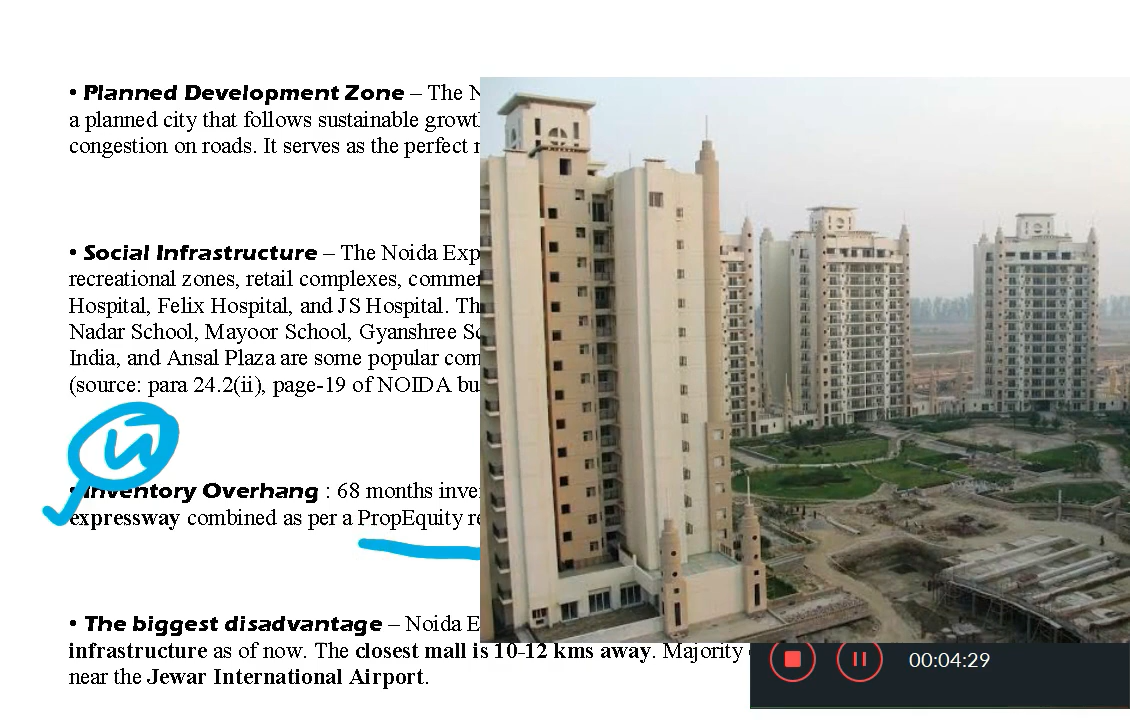 • Planned Development Zone – The N
a planned city that follows sustainable growt
congestion on roads. It serves as the perfect
• Social Infrastructure – The Noida Exp
recreational zones, retail complexes, commer
Hospital, Felix Hospital, and JS Hospital. Th
Nadar School, Mayoor School, Gyanshree Sc
India, and Ansal Plaza are some popular com
(source: para 24.2(ii), page-19 of NOIDA bu
• Inventory Overhang : 68 months inve
expressway combined as per a PropEquity re
• The biggest disadvantage – Noida E
infrastructure as of now. The closest mall is 10-12 kms away. Majority
near the Jewar International Airport.
00:04:29